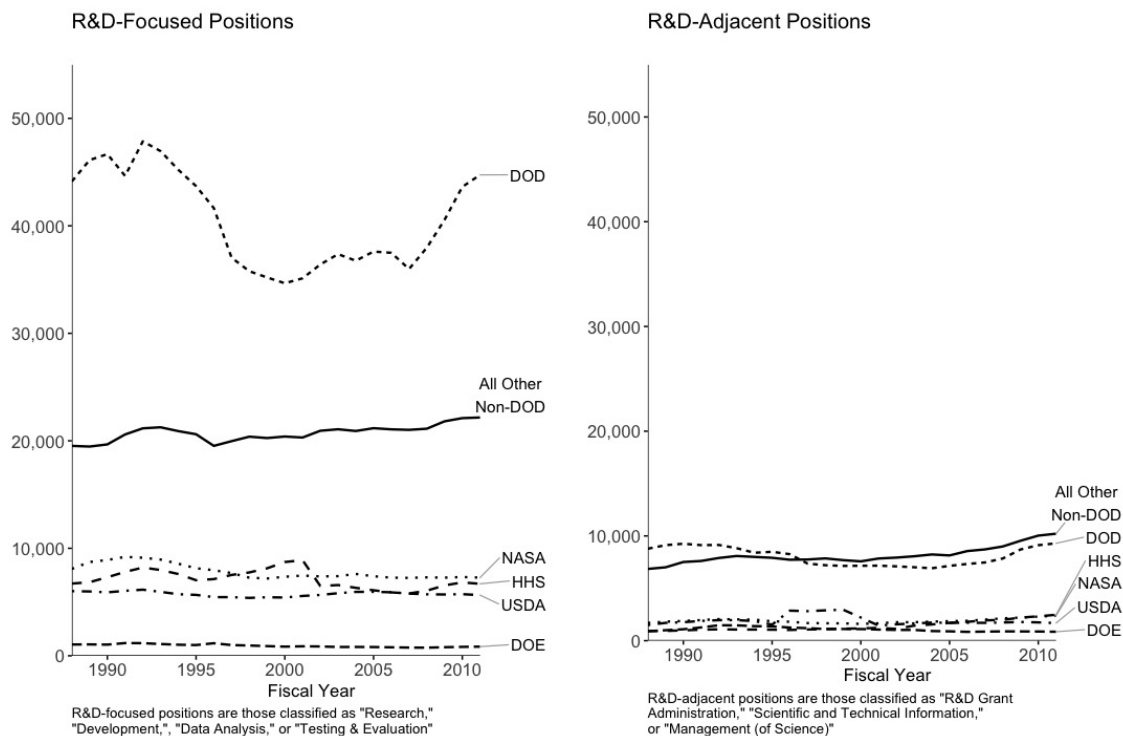 R&D-Focused Positions
50,000
40,000
30,000
20,000
10,000
0
1990
1995
2000
2005
2010
Fiscal Year
DOD
All Other
Non-DOD
NASA
HHS
USDA
DOE
R&D-focused positions are those classified as "Research,"
"Development,", "Data Analysis," or "Testing & Evaluation"
R&D-Adjacent Positions
50,000
40,000
30,000
20,000
10,000
0
1990
1995
2000
2005
2010
Fiscal Year
All Other
Non-DOD
DOD
HHS
NASA
USDA
DOE
R&D-adjacent positions are those classified as "R&D Grant
Administration," "Scientific and Technical Information,"
or "Management (of Science)"